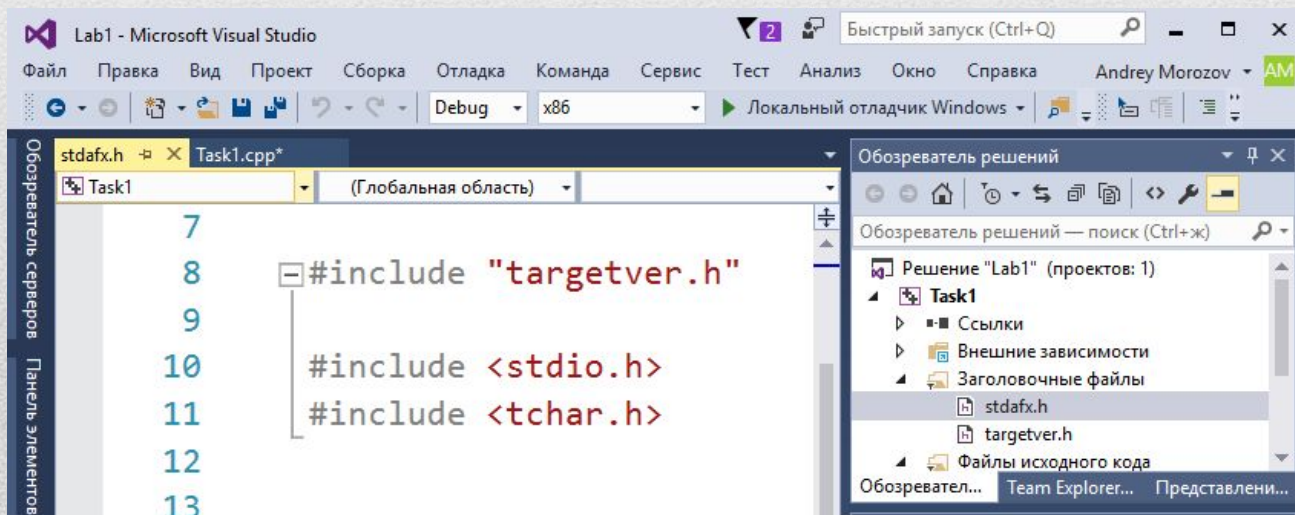 Lab1 - Microsoft Visual Studio
2
Быстрый запуск (Ctrl+Q)
Файл Правка Вид Проект Сборка Отладка Команда Сервис Тест Анализ Окно Справка Andrey Morozov AM
Debug x86 Локальный отладчик Windows
Обозреватель серверов
Панель элементов
stdafx.h Task1.cpp*
Task1 (Глобальная область)
7
8 #include "targetver.h"
9
10 #include <stdio.h>
11 #include <tchar.h>
12
13
Обозреватель решений
Обозреватель решений — поиск (Ctrl+ж)
Решение "Lab1" (проектов: 1)
Task1
Ссылки
Внешние зависимости
Заголовочные файлы
stdafx.h
targetver.h
Файлы исходного кода
Обозревател... Team Explorer... Представлени...